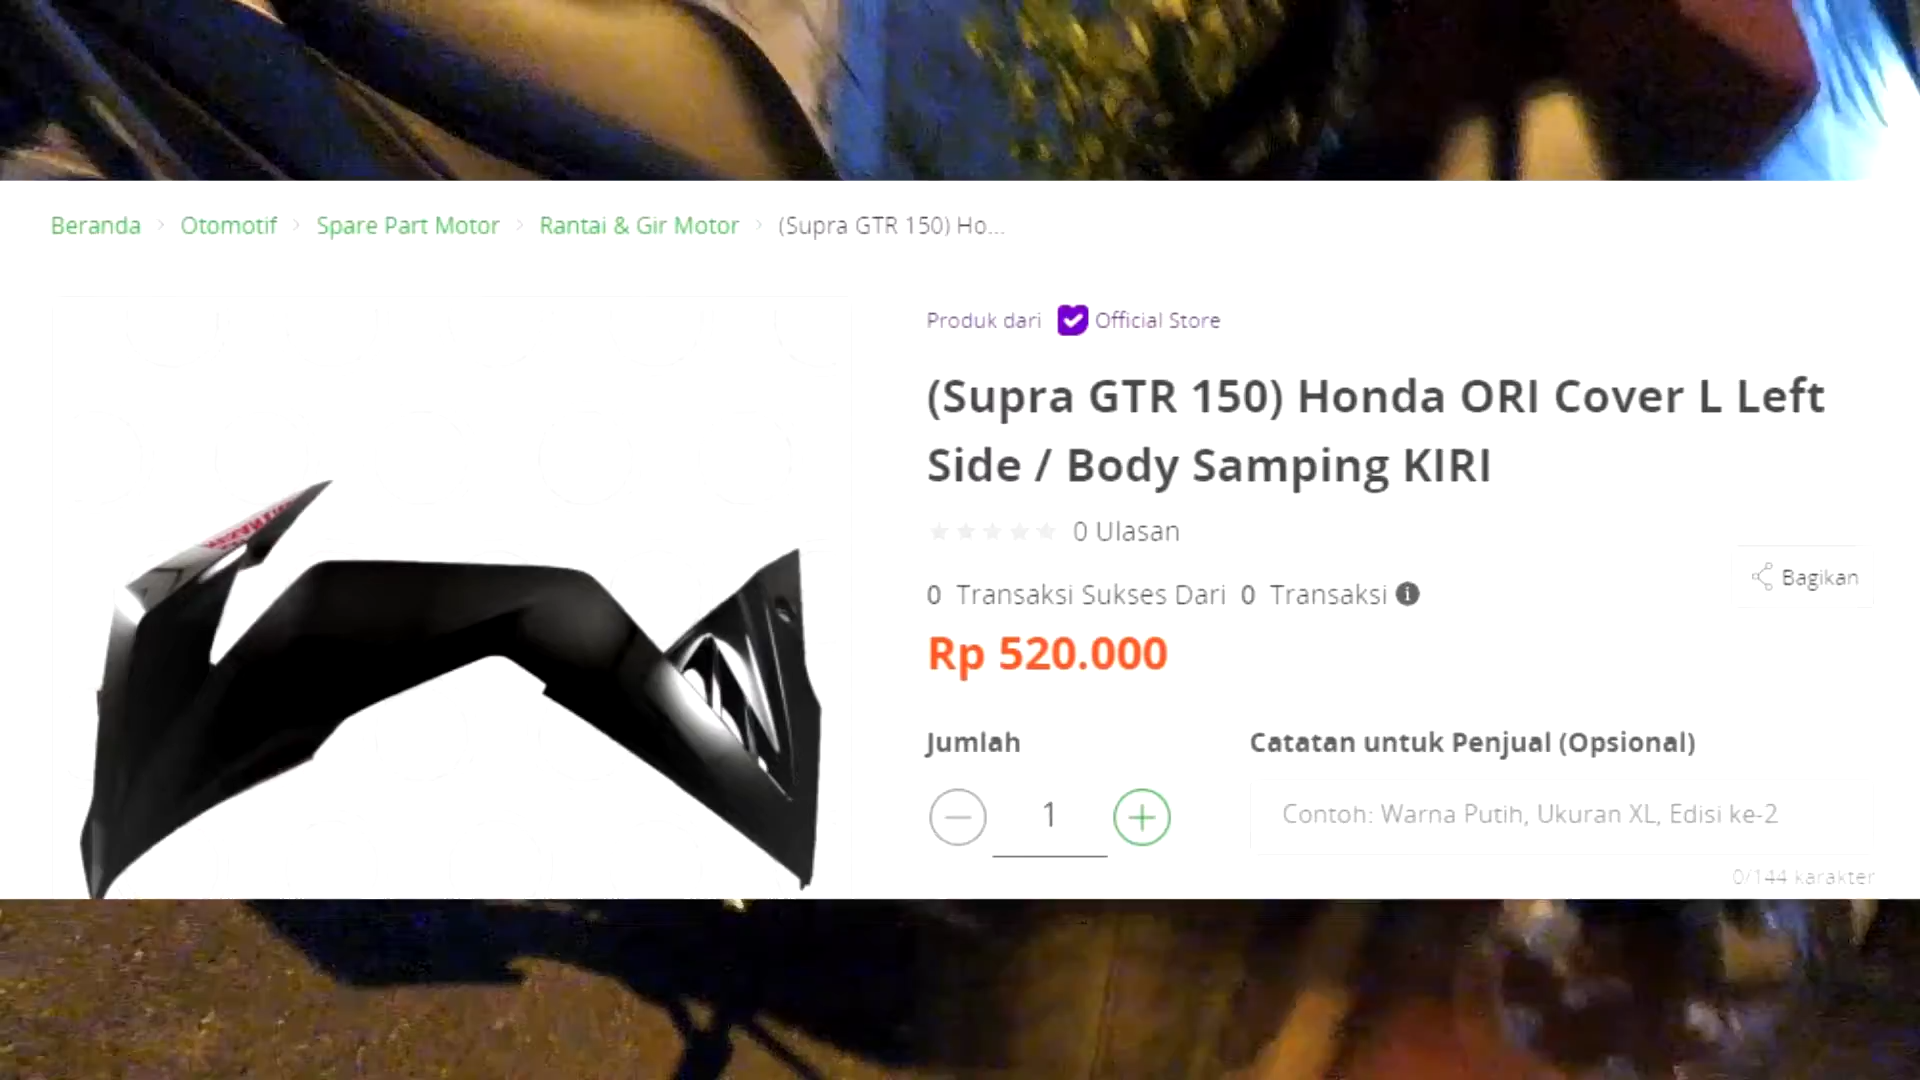 Beranda > Otomotif > Spare Part Motor > Rantai & Gir Motor > (Supra GTR 150) Ho...
Produk dari Official Store
(Supra GTR 150) Honda ORI Cover L Left
Side / Body Samping KIRI
0 Ulasan
0 Transaksi Sukses Dari 0 Transaksi
Bagikan
Rp 520.000
Jumlah
Catatan untuk Penjual (Opsional)
1
Contoh: Warna Putih, Ukuran XL, Edisi ke-2
0/144 karakter